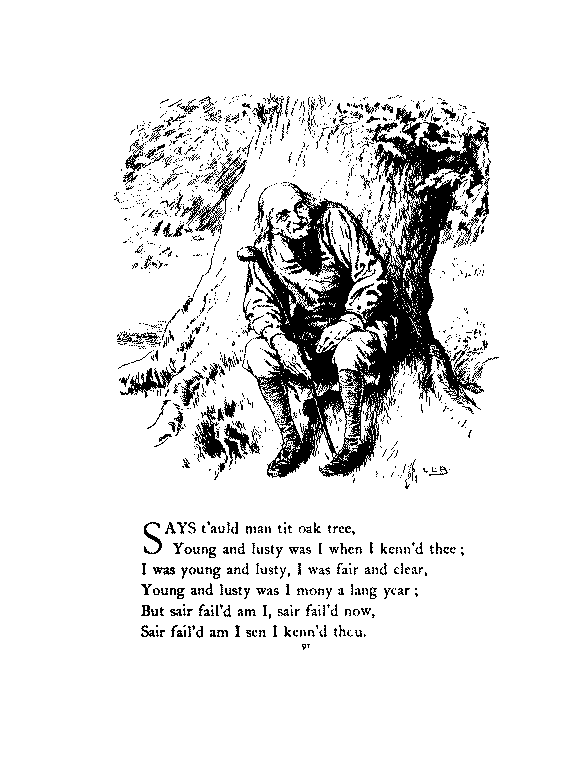 L L B.
SAYS t'auld man tit oak tree,
Young and lusty was I when I kenn'd thee;
I was young and lusty, I was fair and clear,
Young and lusty was I mony a lang year;
But sair fail'd am I, sair fail'd now,
Sair fail'd am I sen I kenn'd thou.
91